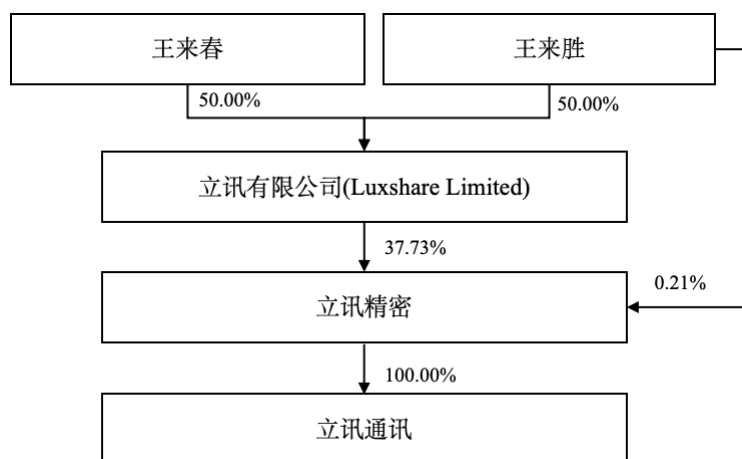 王来春
王来胜
50.00%
50.00%
立讯有限公司(Luxshare Limited)
37.73%
立讯精密
0.21%
100.00%
立讯通讯